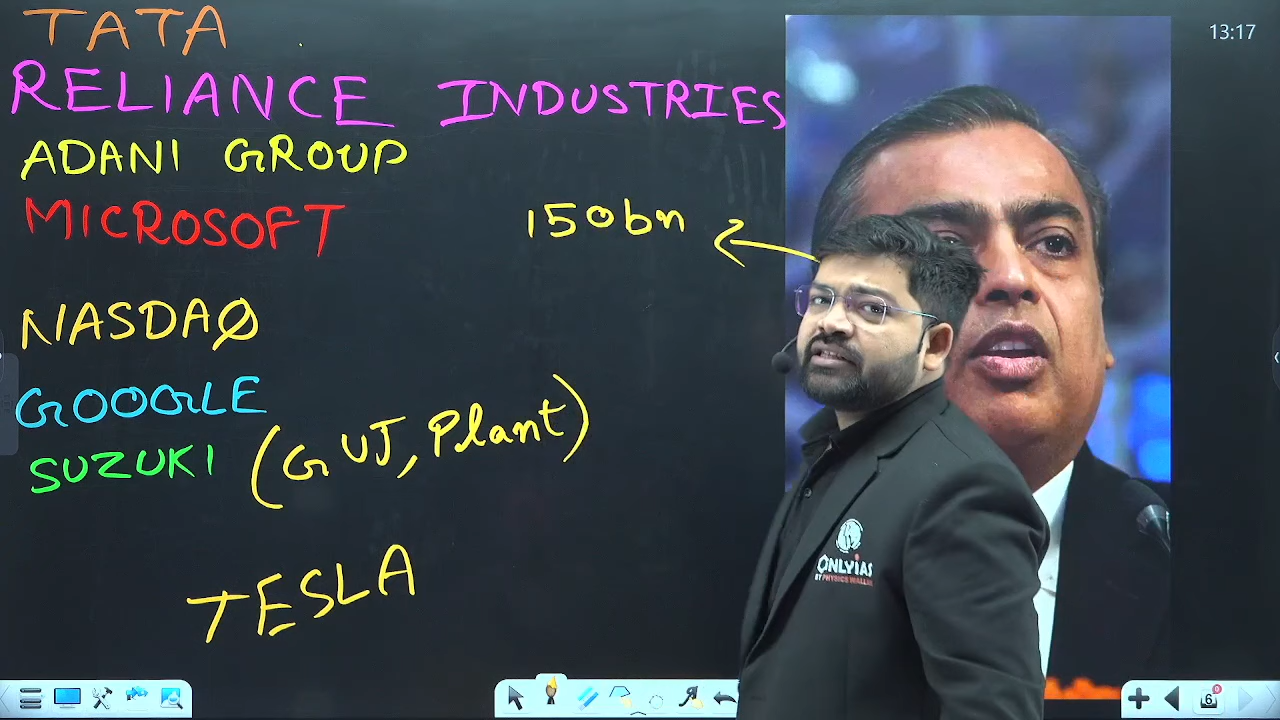 TATA
13:17
RELIANCE INDUSTRIES
ADANI GROUP
MICROSOFT
150bn
NASDAQ
GOOGLE
SUZUKI (GUJ, Plant)
TESLA
ONLYIAS
BY PHYSICS WALLAH
6